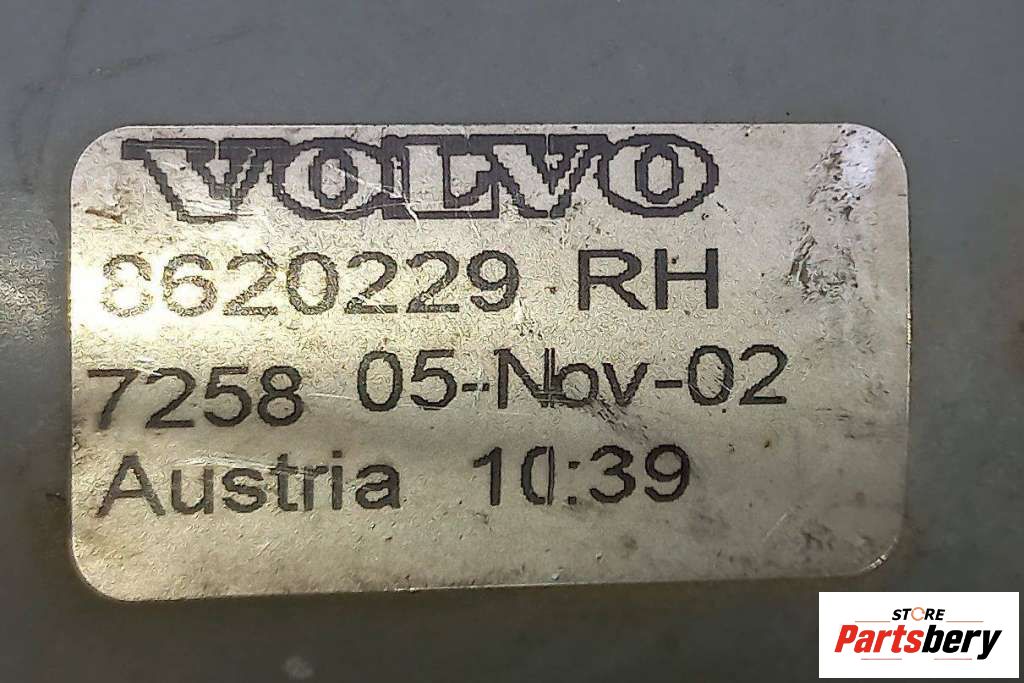 VOLVO
8620229 RH
7258 05-Nov-02
Austria 10:39
STORE
Partsbery